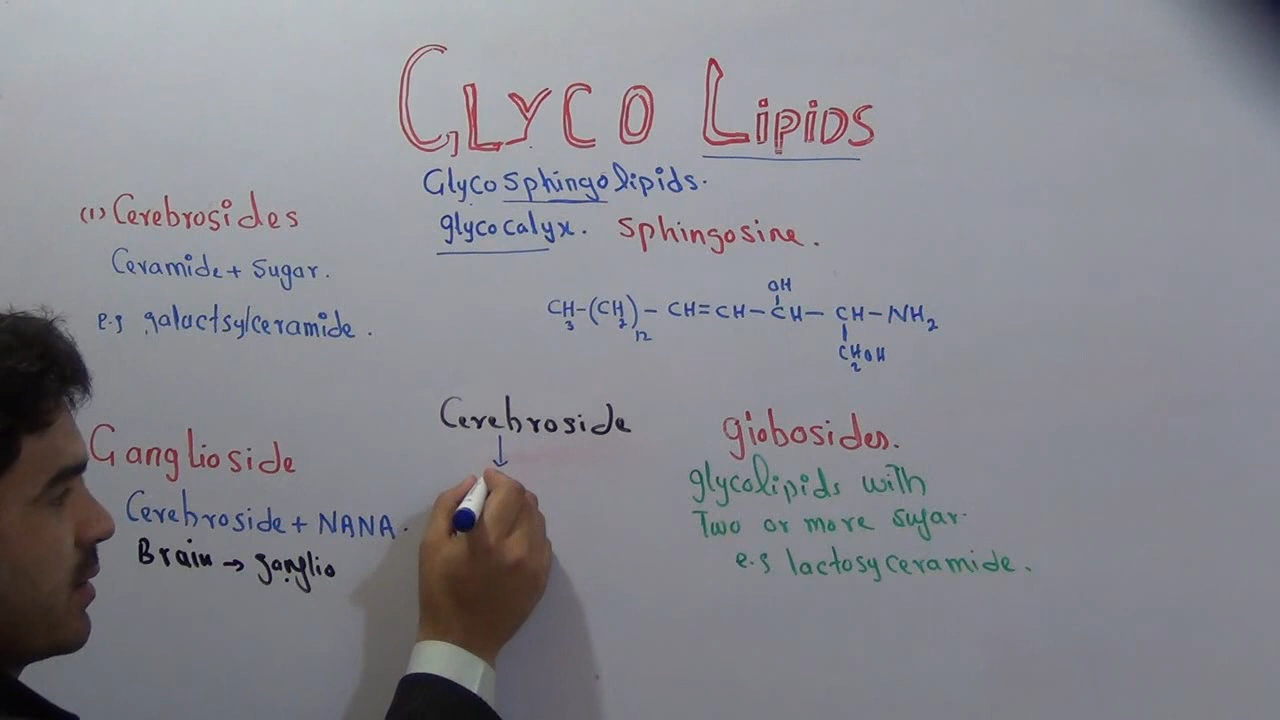 GLYCO LIPIDS
Glycosphingolipids.
glycocalyx. Sphingosine.
(1) Cerebrosides
Ceramide + Sugar.
e.g galactsylceramide.
OH
CH3-(CH2)12-CH=CH-CH-CH-NH2
CH2OH
Ganglioside
Cerebroside + NANA.
Brain → ganglio
Cerebroside
↓
globosides.
glycolipids with
Two or more sugar.
e.g lactosyceramide.